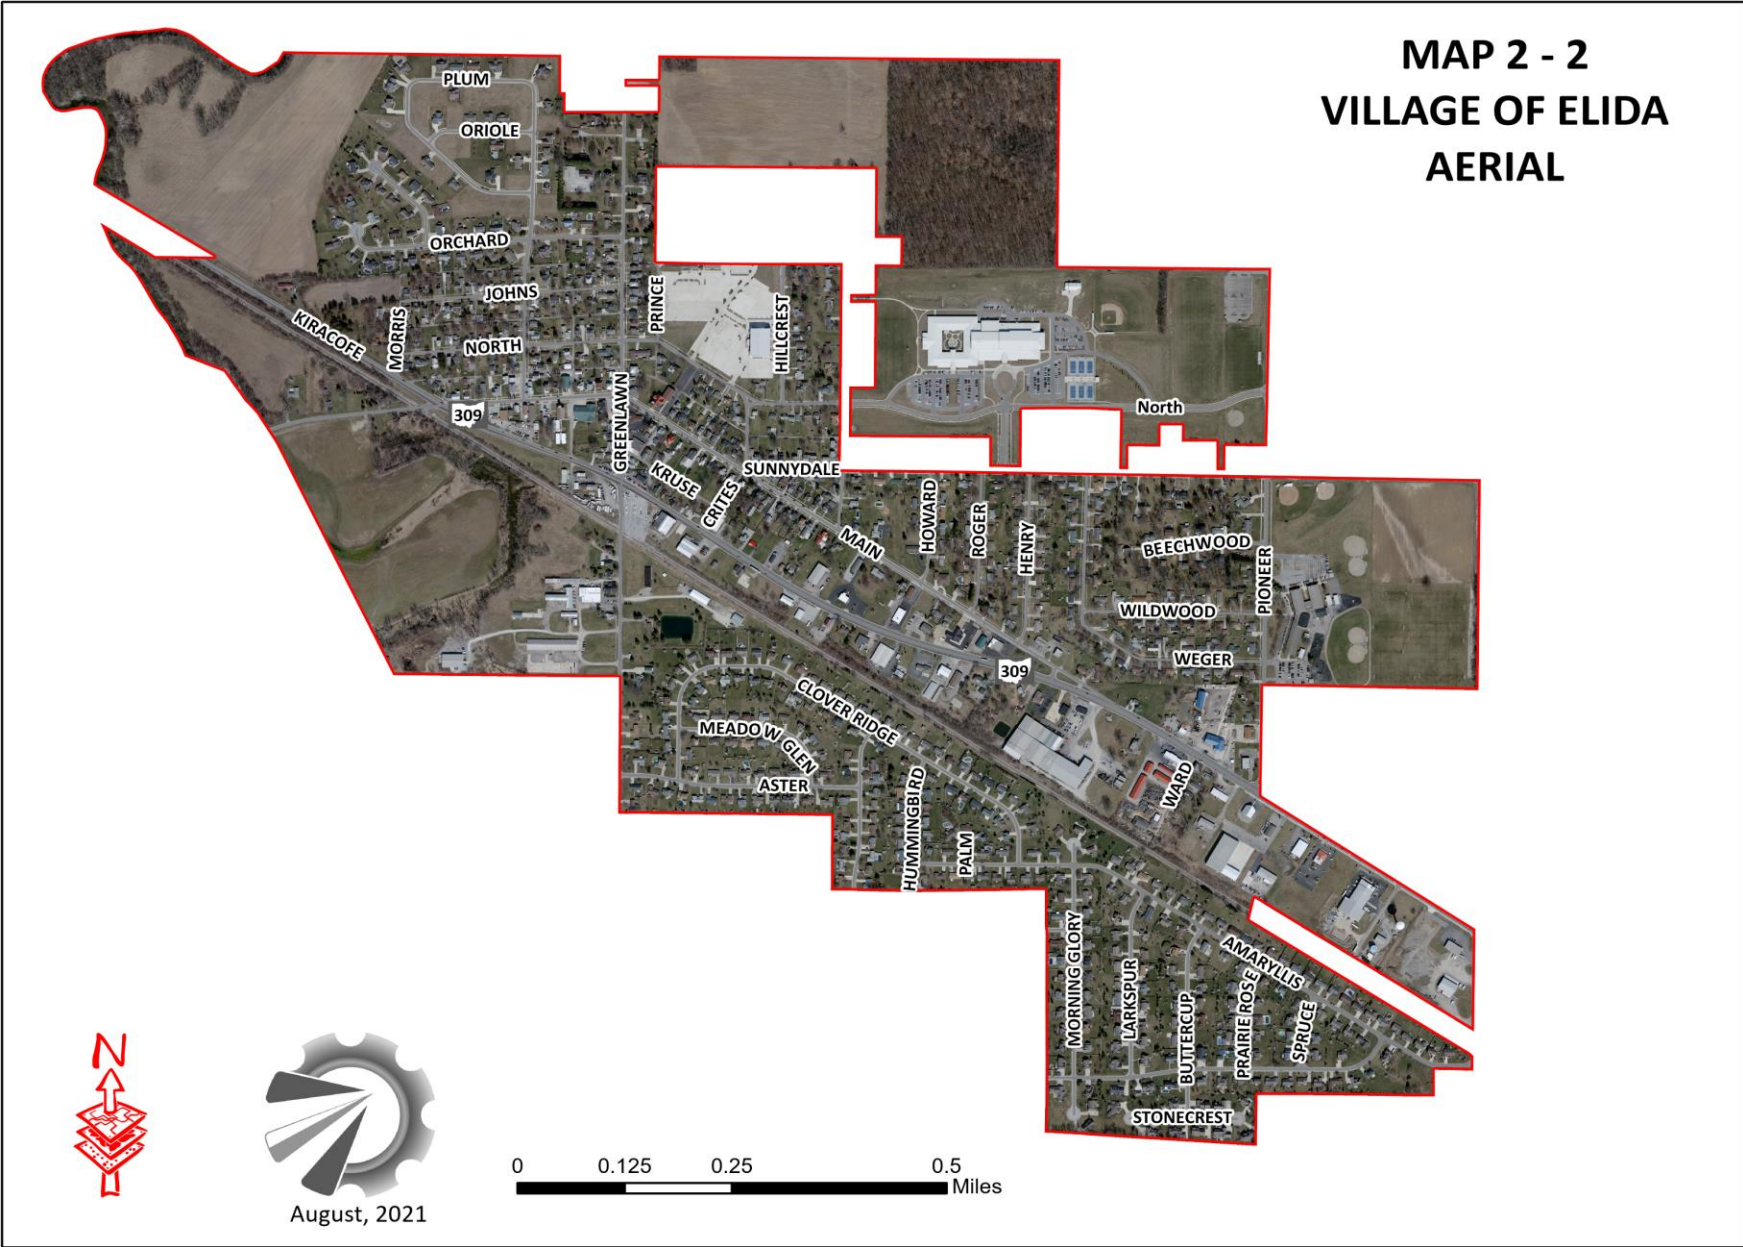 MAP 2 - 2
VILLAGE OF ELIDA
AERIAL
PLUM
ORIOLE
ORCHARD
JOHNS
PRINCE
HILLCREST
KIRACOFE
MORRIS
NORTH
GREENLAWN
309
North
SUNNYDALE
KRUSE
CRITES
HOWARD
ROGER
HENRY
MAIN
BEECHWOOD
PIONEER
WILDWOOD
WEGER
309
CLOVER RIDGE
MEADOW GLEN
ASTER
HUMMINGBIRD
PALM
WARD
MORNING GLORY
LARKSPUR
BUTTERCUP
AMARYLLIS
PRAIRIE ROSE
SPRUCE
STONECREST
N
August, 2021
0 0.125 0.25 0.5
Miles